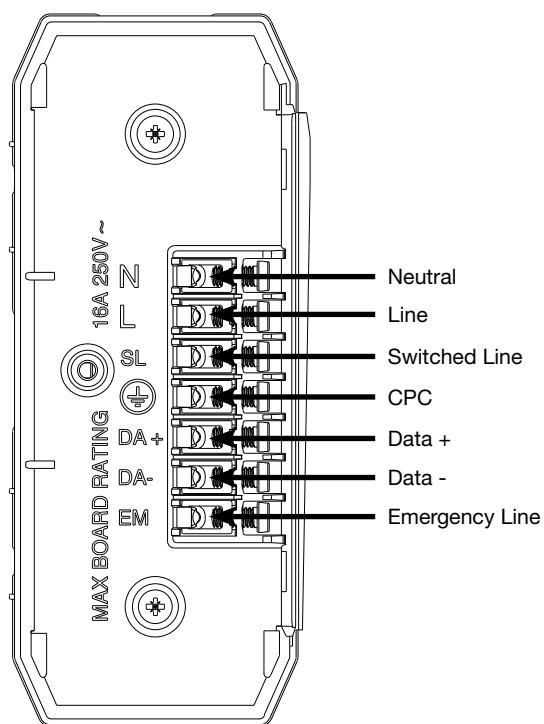 MAX BOARD RATING 16A 250V ~
N
Neutral
L
Line
SL
Switched Line
CPC
DA+
Data +
DA-
Data -
EM
Emergency Line